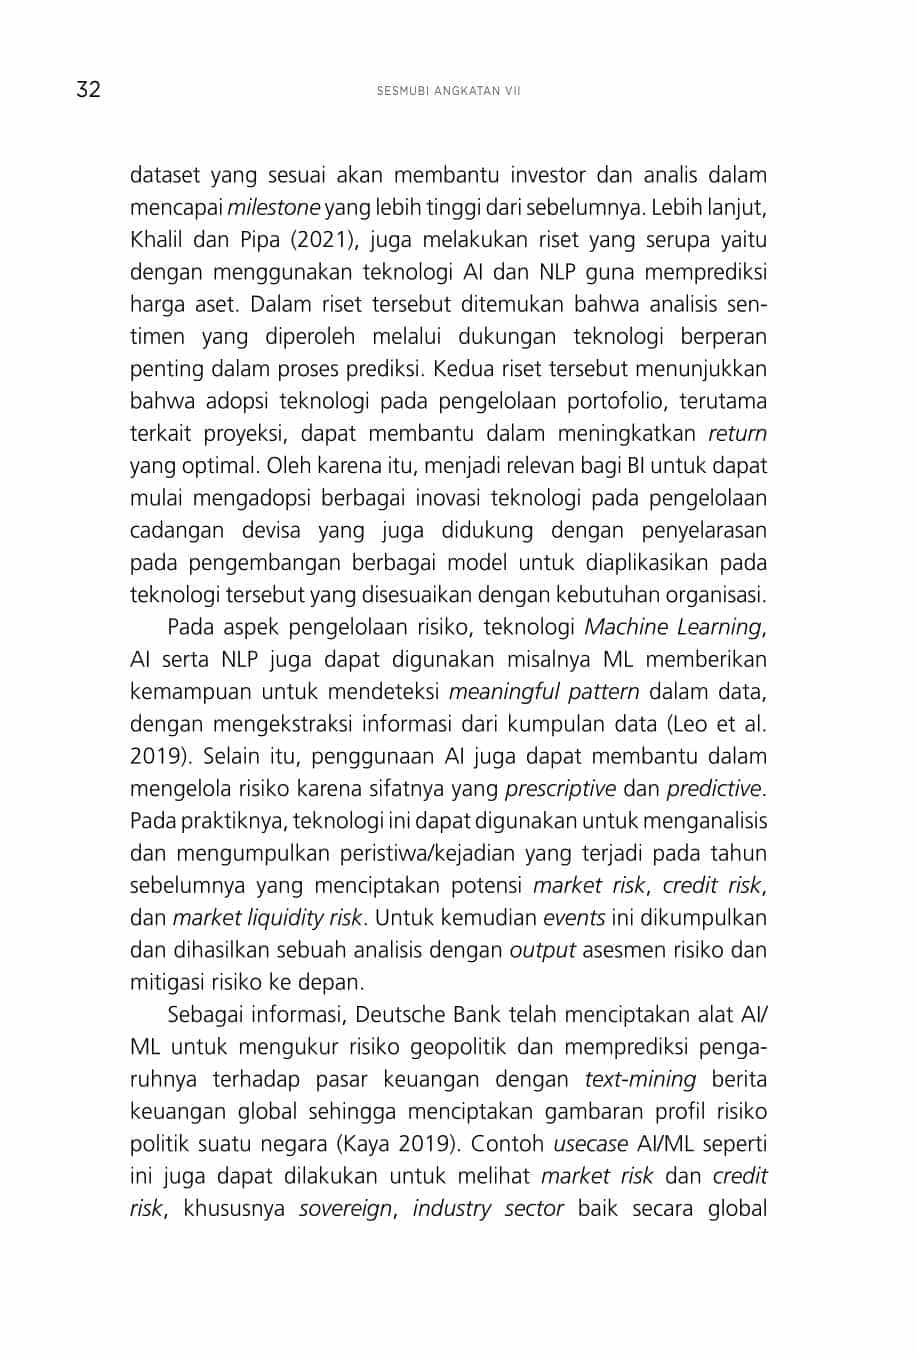 32
SESMUBI ANGKATAN VII
dataset yang sesuai akan membantu investor dan analis dalam
mencapai milestone yang lebih tinggi dari sebelumnya. Lebih lanjut,
Khalil dan Pipa (2021), juga melakukan riset yang serupa yaitu
dengan menggunakan teknologi AI dan NLP guna memprediksi
harga aset. Dalam riset tersebut ditemukan bahwa analisis sen-
timen yang diperoleh melalui dukungan teknologi berperan
penting dalam proses prediksi. Kedua riset tersebut menunjukkan
bahwa adopsi teknologi pada pengelolaan portofolio, terutama
terkait proyeksi, dapat membantu dalam meningkatkan return
yang optimal. Oleh karena itu, menjadi relevan bagi BI untuk dapat
mulai mengadopsi berbagai inovasi teknologi pada pengelolaan
cadangan devisa yang juga didukung dengan penyelarasan
pada pengembangan berbagai model untuk diaplikasikan pada
teknologi tersebut yang disesuaikan dengan kebutuhan organisasi.
Pada aspek pengelolaan risiko, teknologi Machine Learning,
AI serta NLP juga dapat digunakan misalnya ML memberikan
kemampuan untuk mendeteksi meaningful pattern dalam data,
dengan mengekstraksi informasi dari kumpulan data (Leo et al.
2019). Selain itu, penggunaan AI juga dapat membantu dalam
mengelola risiko karena sifatnya yang prescriptive dan predictive.
Pada praktiknya, teknologi ini dapat digunakan untuk menganalisis
dan mengumpulkan peristiwa/kejadian yang terjadi pada tahun
sebelumnya yang menciptakan potensi market risk, credit risk,
dan market liquidity risk. Untuk kemudian events ini dikumpulkan
dan dihasilkan sebuah analisis dengan output asesmen risiko dan
mitigasi risiko ke depan.
Sebagai informasi, Deutsche Bank telah menciptakan alat AI/
ML untuk mengukur risiko geopolitik dan memprediksi penga-
ruhnya terhadap pasar keuangan dengan text-mining berita
keuangan global sehingga menciptakan gambaran profil risiko
politik suatu negara (Kaya 2019). Contoh usecase AI/ML seperti
ini juga dapat dilakukan untuk melihat market risk dan credit
risk, khususnya sovereign, industry sector baik secara global